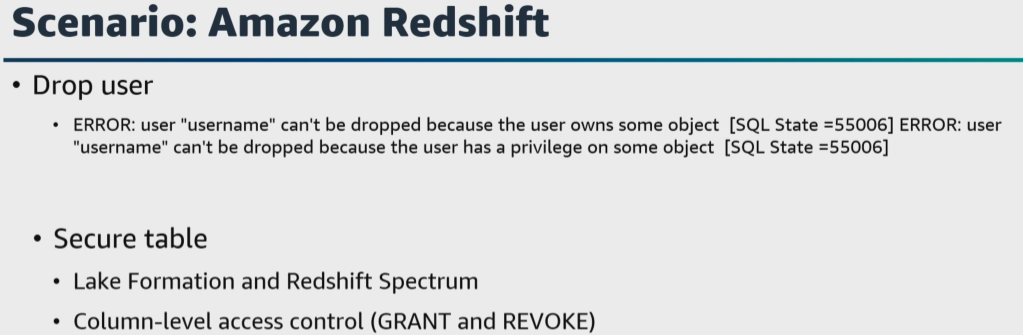 Scenario: Amazon Redshift
• Drop user
• ERROR: user "username" can't be dropped because the user owns some object [SQL State =55006] ERROR: user
"username" can't be dropped because the user has a privilege on some object [SQL State =55006]
• Secure table
• Lake Formation and Redshift Spectrum
• Column-level access control (GRANT and REVOKE)